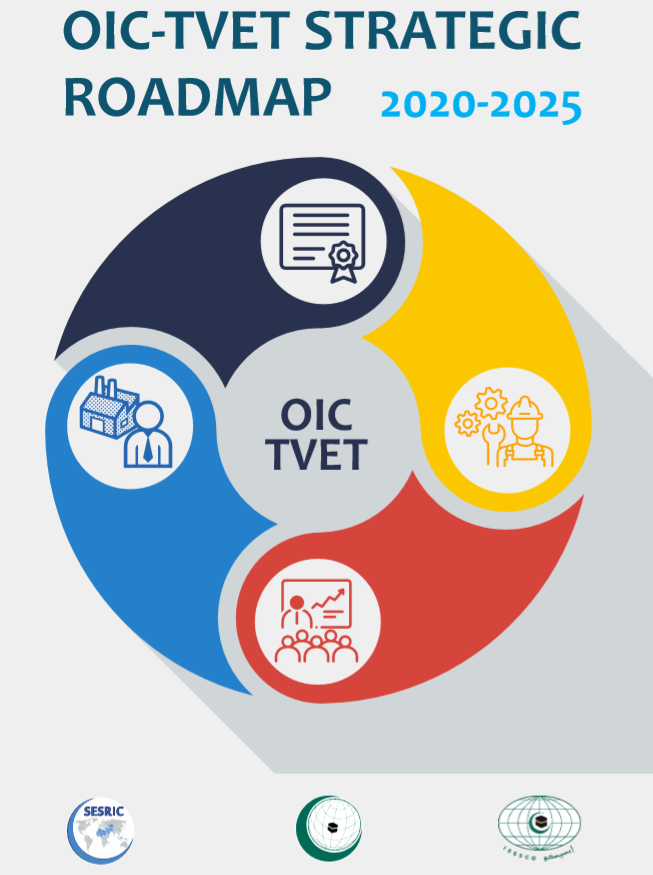 OIC-TVET STRATEGIC
ROADMAP 2020-2025
OIC
TVET
SESRIC